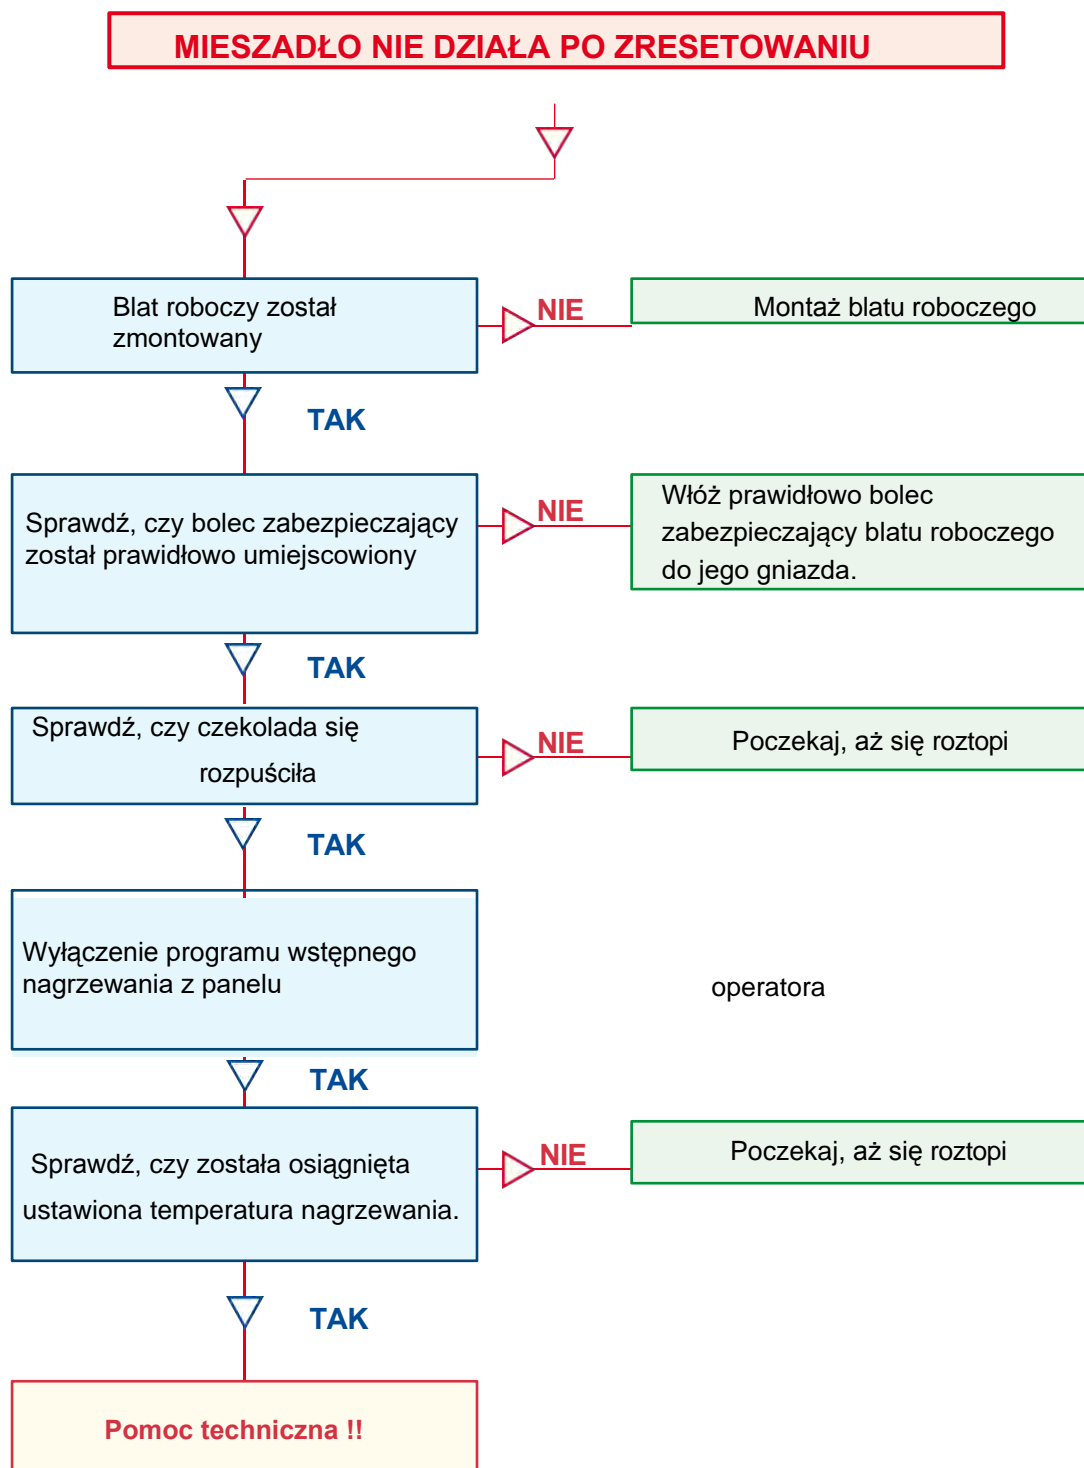 MIESZADŁO NIE DZIAŁA PO ZRESETOWANIU
Blat roboczy został
zmontowany
NIE
Montaż blatu roboczego
TAK
Sprawdź, czy bolec zabezpieczający
został prawidłowo umiejscowiony
NIE
Włóż prawidłowo bolec
zabezpieczający blatu roboczego
do jego gniazda.
TAK
Sprawdź, czy czekolada się
rozpuściła
NIE
Poczekaj, aż się roztopi
TAK
Wyłączenie programu wstępnego
nagrzewania z panelu
operatora
TAK
Sprawdź, czy została osiągnięta
ustawiona temperatura nagrzewania.
NIE
Poczekaj, aż się roztopi
TAK
Pomoc techniczna !!